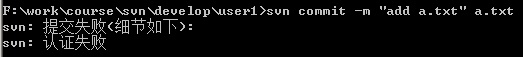 F:\work\course\svn\develop\user1>svn commit -m "add a.txt" a.txt
svn: 提交失败(细节如下):
svn: 认证失败